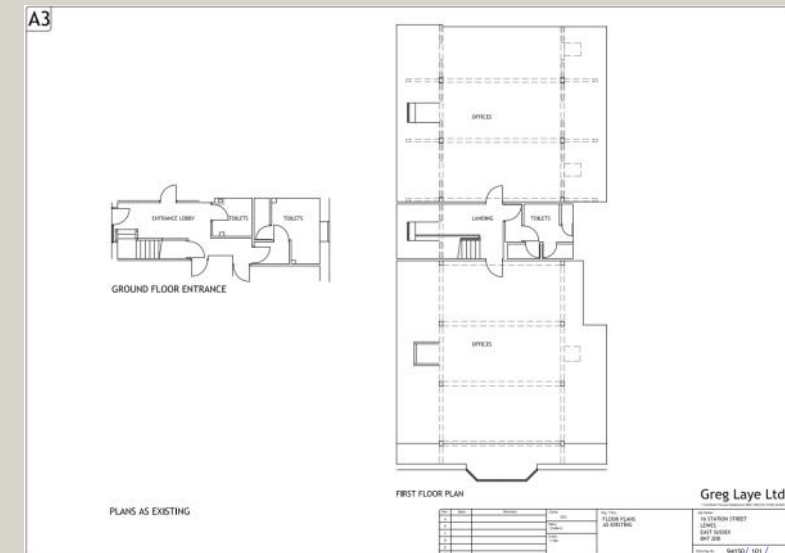 A3
OFFICES
ENTRANCE LOBBY
TOILETS
TOILETS
LANDING
TOILETS
GROUND FLOOR ENTRANCE
OFFICES
FIRST FLOOR PLAN
PLANS AS EXISTING
Greg Laye Ltd
FLOOR PLANS
AS EXISTING
16 STATION STREET
LEWES
EAST SUSSEX